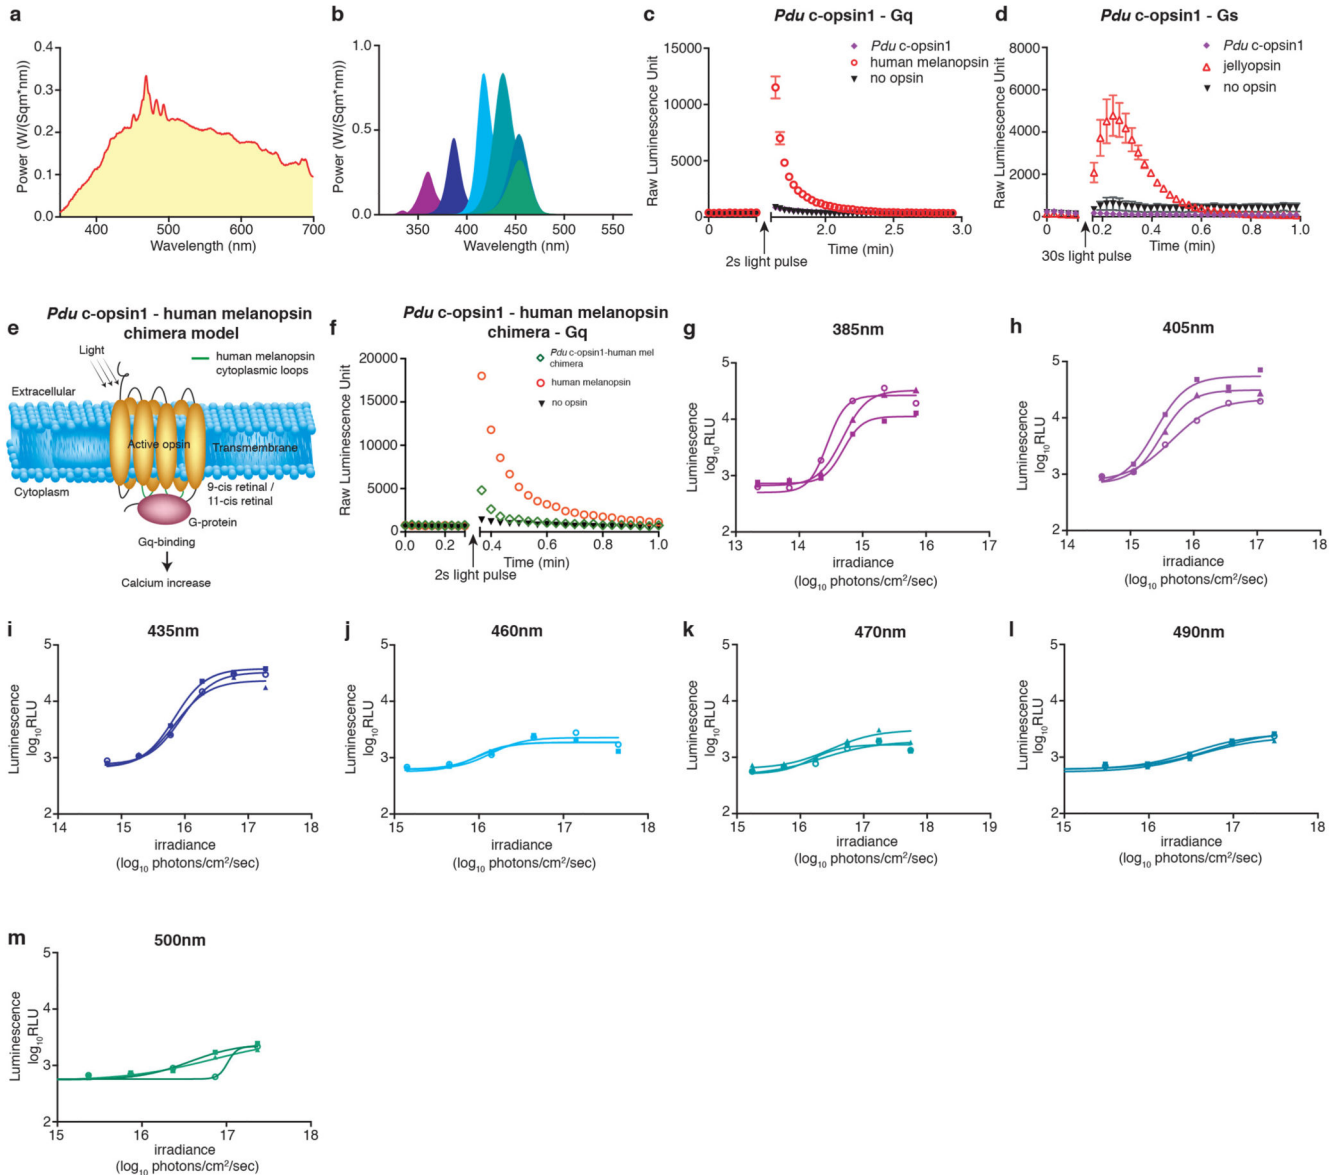 a
0.4
0.3
0.2
0.1
0.0
Power (W/(Sqm*nm))
400
500
600
700
Wavelength (nm)
b
1.0
0.5
0.0
Power (W/(Sqm*nm))
350
400
450
500
550
Wavelength (nm)
c
Pdu c-opsin1 - Gq
Pdu c-opsin1
human melanopsin
no opsin
15000
10000
5000
0
Raw Luminescence Unit
0
2.0
3.0
Time (min)
2s light pulse
d
Pdu c-opsin1 - Gs
Pdu c-opsin1
jellyopsin
no opsin
8000
6000
4000
2000
0
Raw Luminescence Unit
0
0.2
0.4
0.6
0.8
1.0
Time (min)
30s light pulse
e
Pdu c-opsin1 - human melanopsin
chimera model
Light
human melanopsin
cytoplasmic loops
Extracellular
Active opsin
Transmembrane
Cytoplasm
9-cis retinal /
11-cis retinal
G-protein
Gq-binding
Calcium increase
f
Pdu c-opsin1 - human melanopsin
chimera - Gq
Pdu c-opsin1-human mel
chimera
human melanopsin
no opsin
20000
15000
10000
5000
0
Raw Luminescence Unit
0.0
0.2
0.4
0.6
0.8
1.0
Time (min)
2s light pulse
g
385nm
5
4
3
2
Luminescence
log10RLU
13
14
15
16
17
irradiance
(log10 photons/cm2/sec)
h
405nm
5
4
3
2
Luminescence
log10RLU
14
15
16
17
18
irradiance
(log10 photons/cm2/sec)
i
435nm
5
4
3
2
Luminescence
log10RLU
14
15
16
17
18
irradiance
(log10 photons/cm2/sec)
j
460nm
5
4
3
2
Luminescence
log10RLU
15
16
17
18
irradiance
(log10 photons/cm2/sec)
k
470nm
5
4
3
2
Luminescence
log10RLU
15
16
17
18
19
irradiance
(log10 photons/cm2/sec)
l
490nm
5
4
3
2
Luminescence
log10RLU
15
16
17
18
irradiance
(log10 photons/cm2/sec)
m
500nm
5
4
3
2
Luminescence
log10RLU
15
16
17
18
irradiance
(log10 photons/cm2/sec)